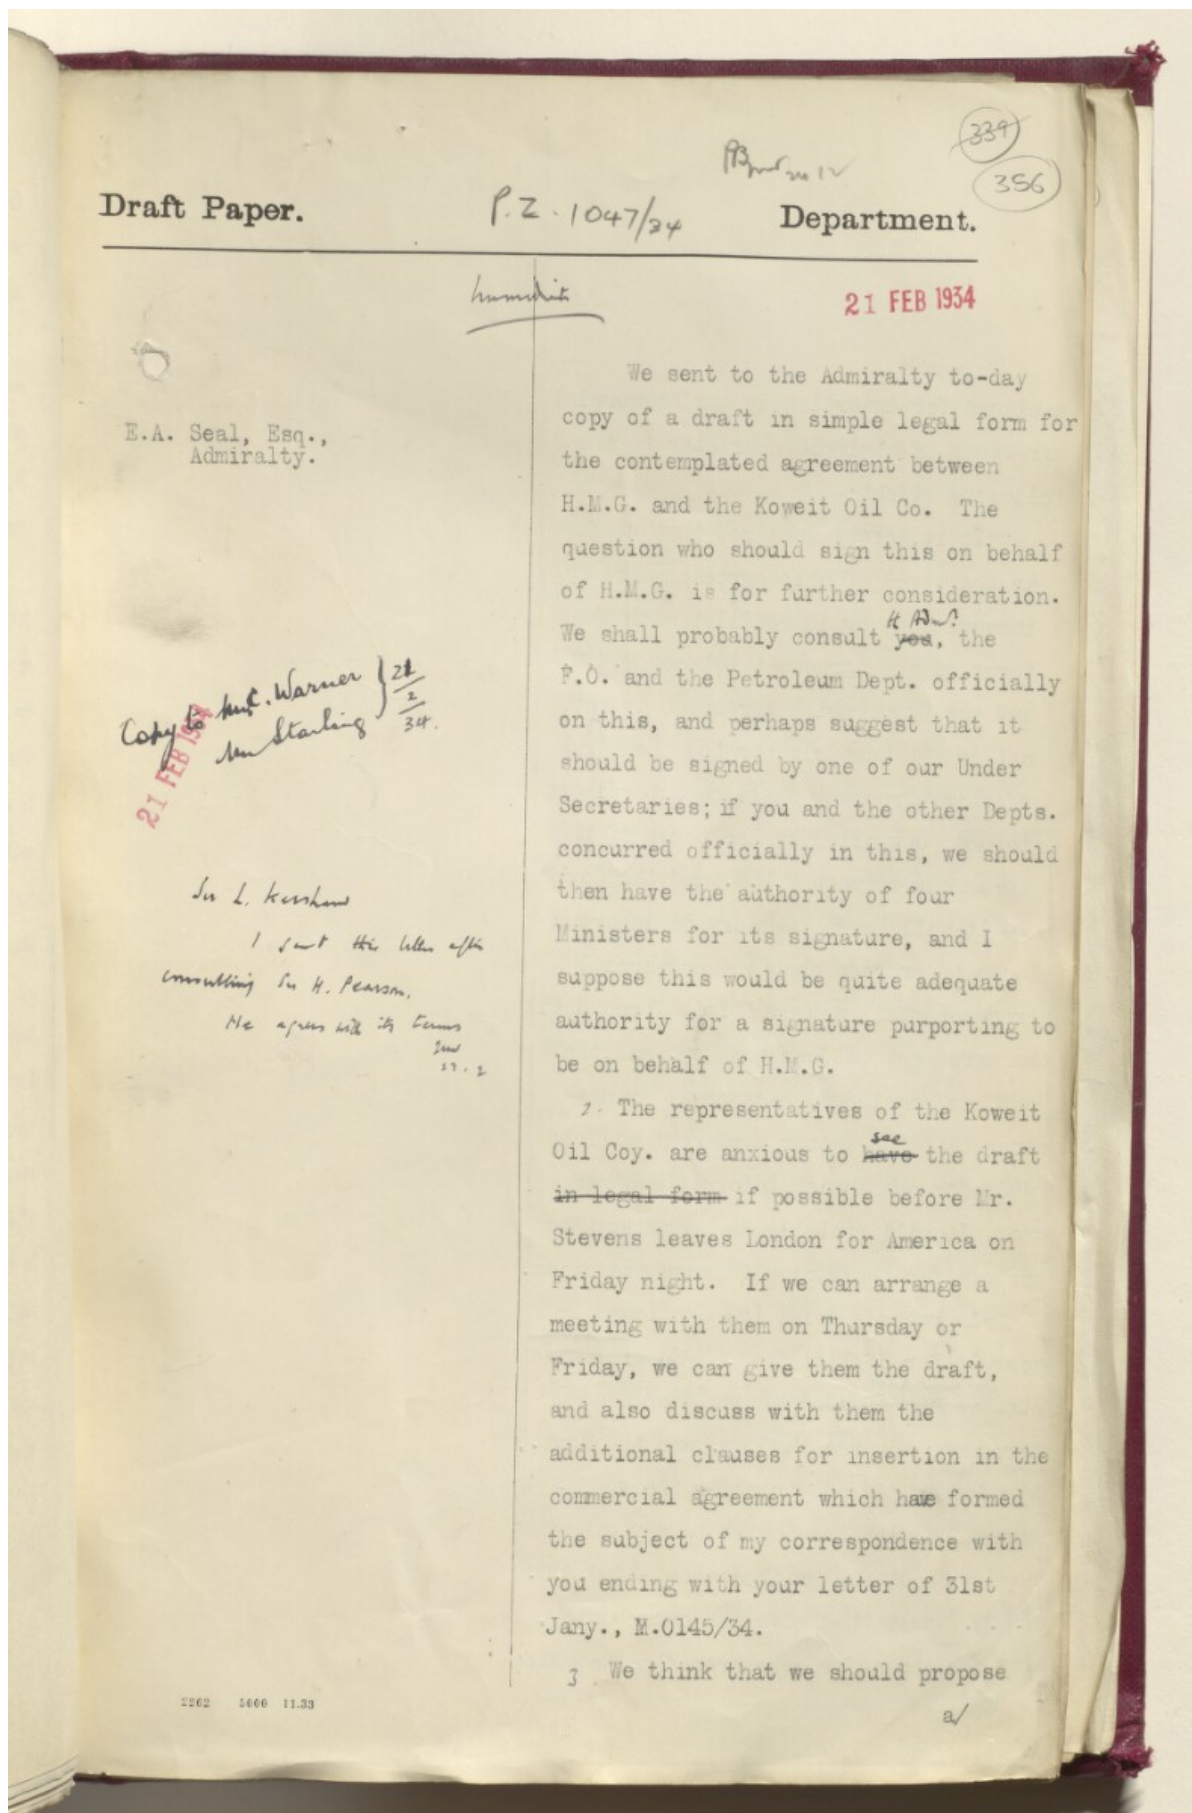 339
356
Draft Paper.
P.Z. 1047/34
Department.
Immediate
21 FEB 1934
E.A. Seal, Esq.,
Admiralty.
Copy to Mr C. Warner } 21/2/34.
Mr Starling
21 FEB 1934
Sir L. Kershaw
I sent this letter after
consulting Sir H. Pearson.
He agrees with its terms
We sent to the Admiralty to-day
copy of a draft in simple legal form for
the contemplated agreement between
H.M.G. and the Koweit Oil Co. The
question who should sign this on behalf
of H.M.G. is for further consideration.
We shall probably consult you, the
F.O. and the Petroleum Dept. officially
on this, and perhaps suggest that it
should be signed by one of our Under
Secretaries; if you and the other Depts.
concurred officially in this, we should
then have the authority of four
Ministers for its signature, and I
suppose this would be quite adequate
authority for a signature purporting to
be on behalf of H.M.G.
2. The representatives of the Koweit
see
Oil Coy. are anxious to have the draft
in legal form if possible before Mr.
Stevens leaves London for America on
Friday night. If we can arrange a
meeting with them on Thursday or
Friday, we can give them the draft,
and also discuss with them the
additional clauses for insertion in the
commercial agreement which have formed
the subject of my correspondence with
you ending with your letter of 31st
Jany., M.0145/34.
3 We think that we should propose
a/
2262 5000 11.33